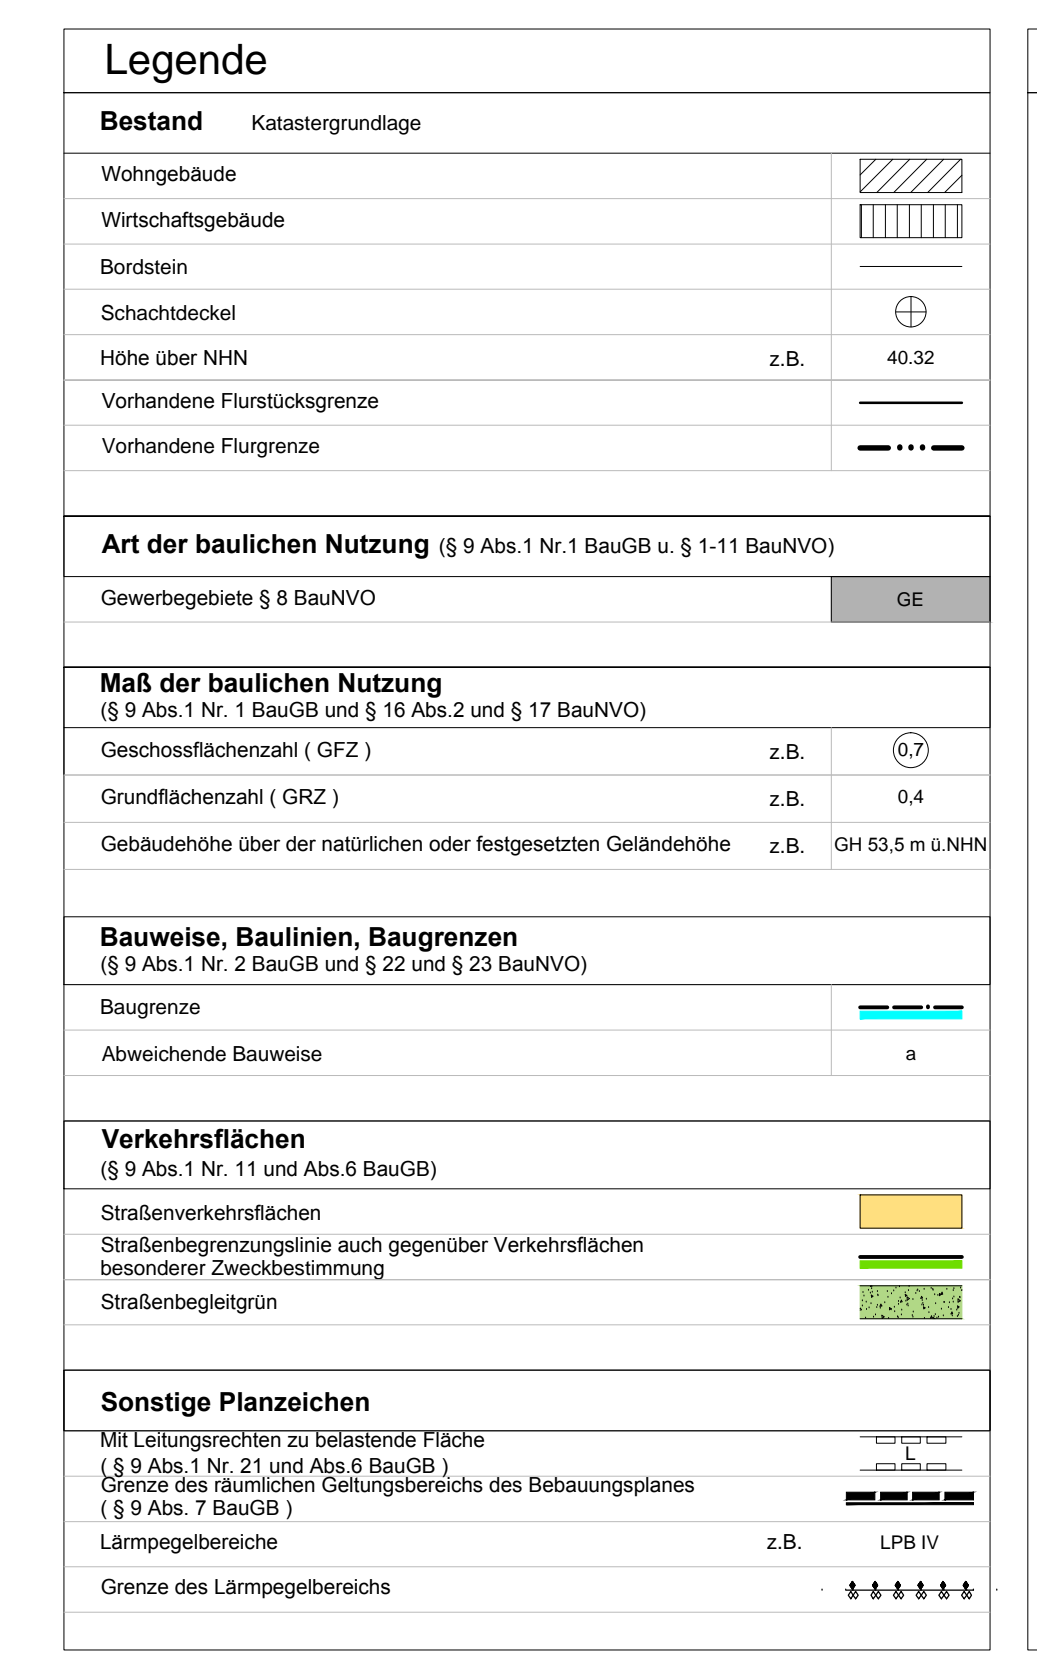 Legende
Bestand Katastergrundlage
Wohngebäude
Wirtschaftsgebäude
Bordstein
Schachtdeckel
Höhe über NHN z.B. 40.32
Vorhandene Flurstücksgrenze
Vorhandene Flurgrenze
Art der baulichen Nutzung (§ 9 Abs.1 Nr.1 BauGB u. § 1-11 BauNVO)
Gewerbegebiete § 8 BauNVO GE
Maß der baulichen Nutzung
(§ 9 Abs.1 Nr. 1 BauGB und § 16 Abs.2 und § 17 BauNVO)
Geschossflächenzahl ( GFZ ) z.B. 0,7
Grundflächenzahl ( GRZ ) z.B. 0,4
Gebäudehöhe über der natürlichen oder festgesetzten Geländehöhe z.B. GH 53,5 m ü.NHN
Bauweise, Baulinien, Baugrenzen
(§ 9 Abs.1 Nr. 2 BauGB und § 22 und § 23 BauNVO)
Baugrenze
Abweichende Bauweise a
Verkehrsflächen
(§ 9 Abs.1 Nr. 11 und Abs.6 BauGB)
Straßenverkehrsflächen
Straßenbegrenzungslinie auch gegenüber Verkehrsflächen
besonderer Zweckbestimmung
Straßenbegleitgrün
Sonstige Planzeichen
Mit Leitungsrechten zu belastende Fläche
( § 9 Abs.1 Nr. 21 und Abs.6 BauGB ) L
Grenze des räumlichen Geltungsbereichs des Bebauungsplanes
( § 9 Abs. 7 BauGB )
Lärmpegelbereiche z.B. LPB IV
Grenze des Lärmpegelbereichs